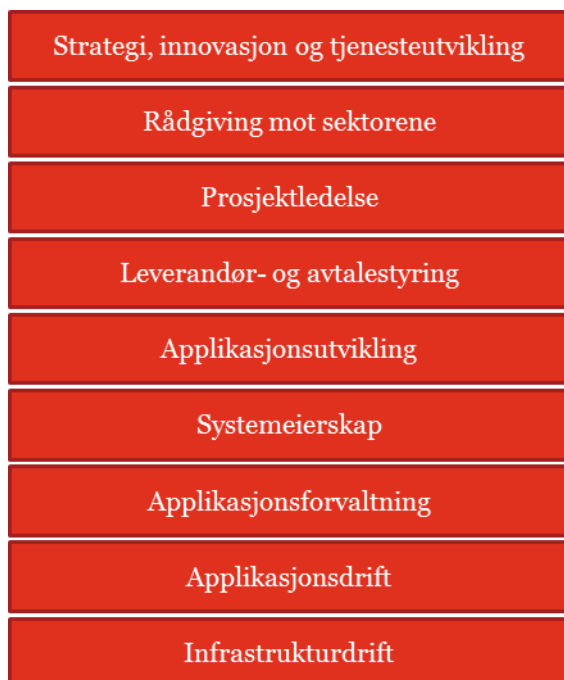 Strategi, innovasjon og tjenesteutvikling
Rådgiving mot sektorene
Prosjektledelse
Leverandør- og avtalestyring
Applikasjonsutvikling
Systemeierskap
Applikasjonsforvaltning
Applikasjonsdrift
Infrastrukturdrift